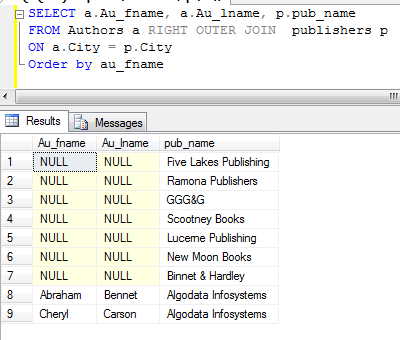 SELECT a.Au_fname, a.Au_lname, p.pub_name
FROM Authors a RIGHT OUTER JOIN publishers p
ON a.City = p.City
Order by au_fname
Results Messages
Au_fname Au_lname pub_name
1 NULL NULL Five Lakes Publishing
2 NULL NULL Ramona Publishers
3 NULL NULL GGG&G
4 NULL NULL Scootney Books
5 NULL NULL Lucerne Publishing
6 NULL NULL New Moon Books
7 NULL NULL Binnet & Hardley
8 Abraham Bennet Algodata Infosystems
9 Cheryl Carson Algodata Infosystems